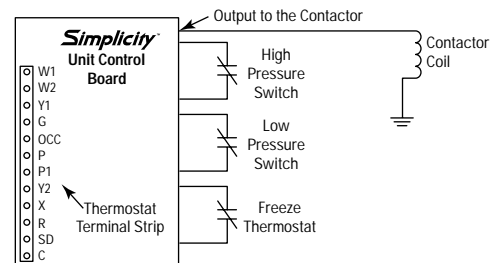 Output to the Contactor
Simplicity™
Unit Control
Board
High
Pressure
Switch
Contactor
Coil
W1
W2
Y1
G
OCC
P
P1
Y2
X
R
SD
C
Low
Pressure
Switch
Thermostat
Terminal Strip
Freeze
Thermostat